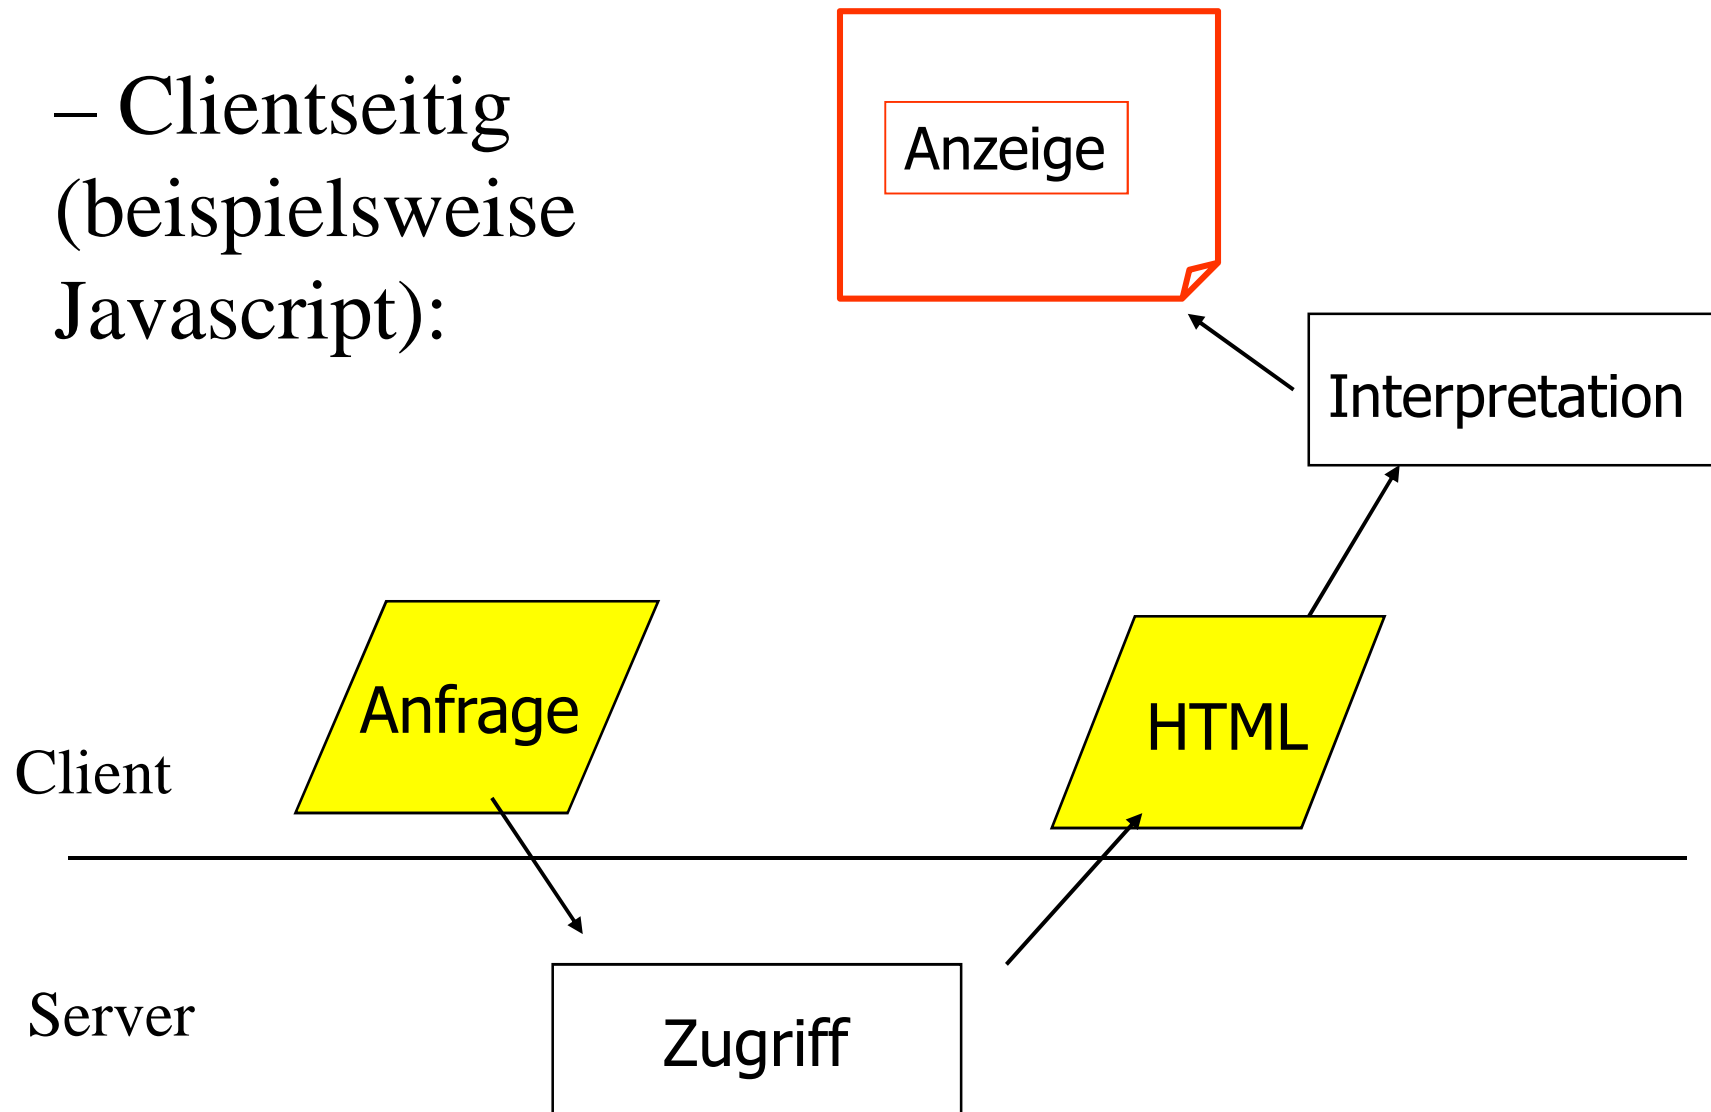 – Clientseitig
(beispielsweise
Javascript):
Anzeige
Interpretation
Anfrage
HTML
Client
Server
Zugriff